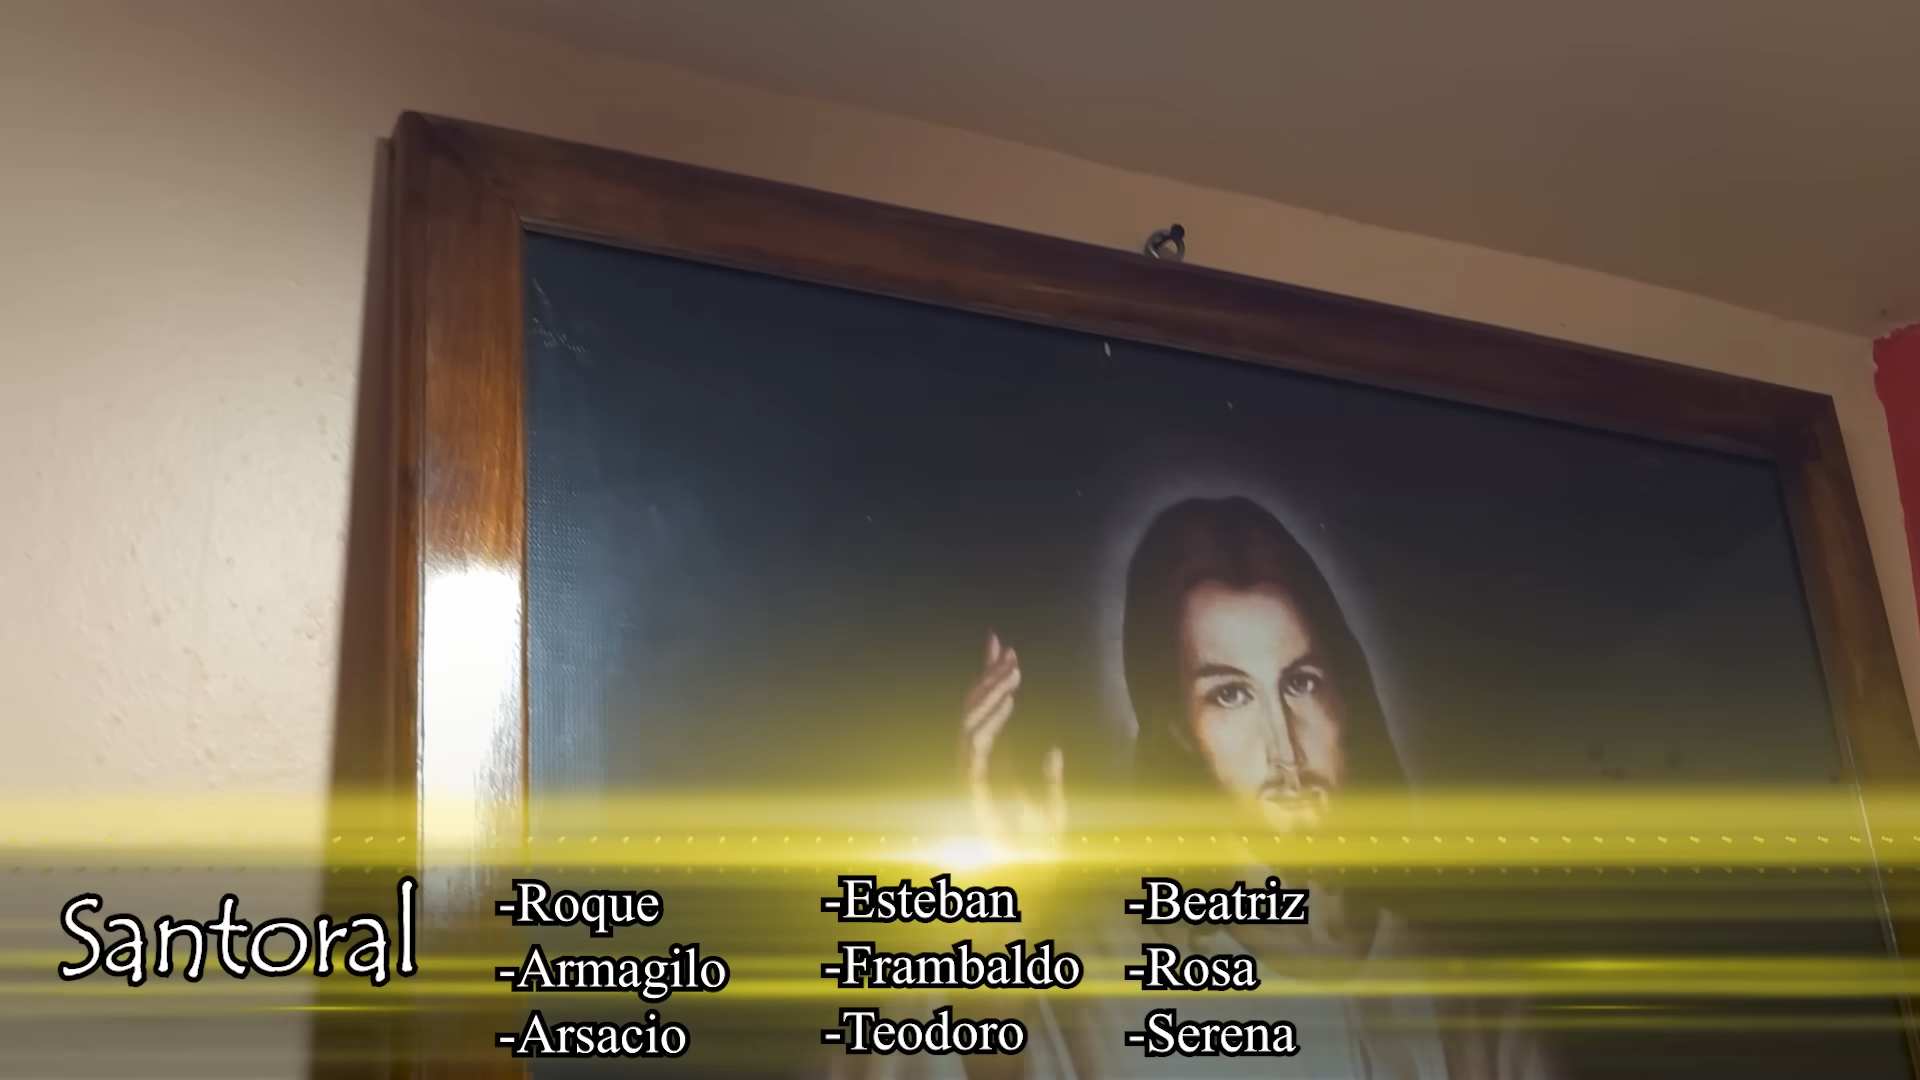 Santoral
-Roque
-Armagilo
-Arsacio
-Esteban
-Frambaldo
-Teodoro
-Beatriz
-Rosa
-Serena